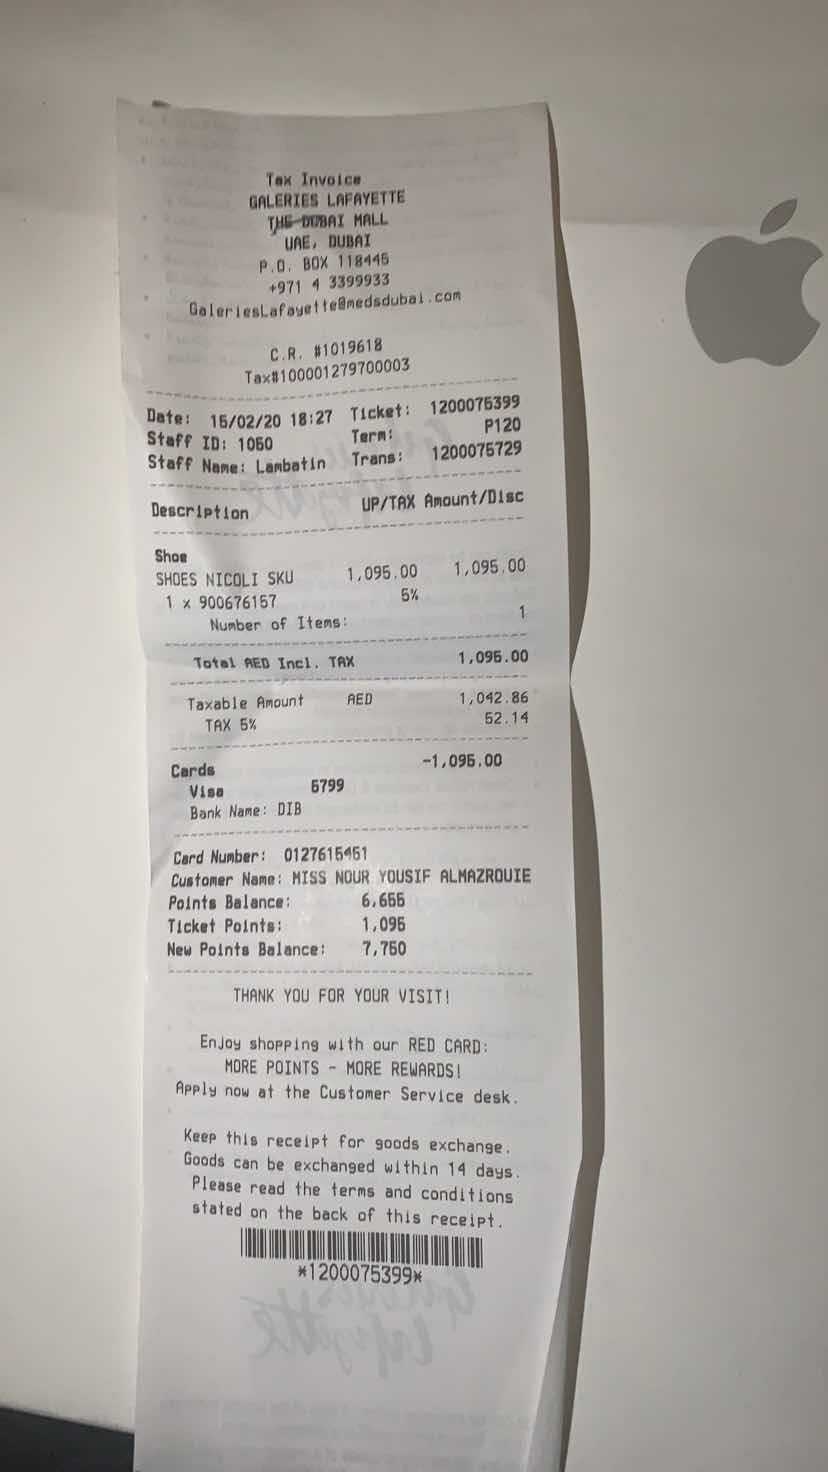 Tax Invoice
GALERIES LAFAYETTE
THE DUBAI MALL
UAE, DUBAI
P.O. BOX 118445
+971 4 3399933
GaleriesLafayette@medsdubai.com
C.R. #1019618
Tax#100001279700003
Date: 15/02/20 18:27 Ticket: 1200075399
Staff ID: 1050 Term: P120
Staff Name: Lambatin Trans: 1200075729
Description UP/TAX Amount/Disc
Shoe
SHOES NICOLI SKU 1,095.00 1,095.00
1 x 900676157 5%
Number of Items: 1
Total AED Incl. TAX 1,095.00
Taxable Amount AED 1,042.86
TAX 5% 52.14
Cards -1,095.00
Visa 5799
Bank Name: DIB
Card Number: 0127615451
Customer Name: MISS NOUR YOUSIF ALMAZROUIE
Points Balance: 6,655
Ticket Points: 1,095
New Points Balance: 7,750
THANK YOU FOR YOUR VISIT!
Enjoy shopping with our RED CARD:
MORE POINTS - MORE REWARDS!
Apply now at the Customer Service desk.
Keep this receipt for goods exchange.
Goods can be exchanged within 14 days.
Please read the terms and conditions
stated on the back of this receipt.
*1200075399*